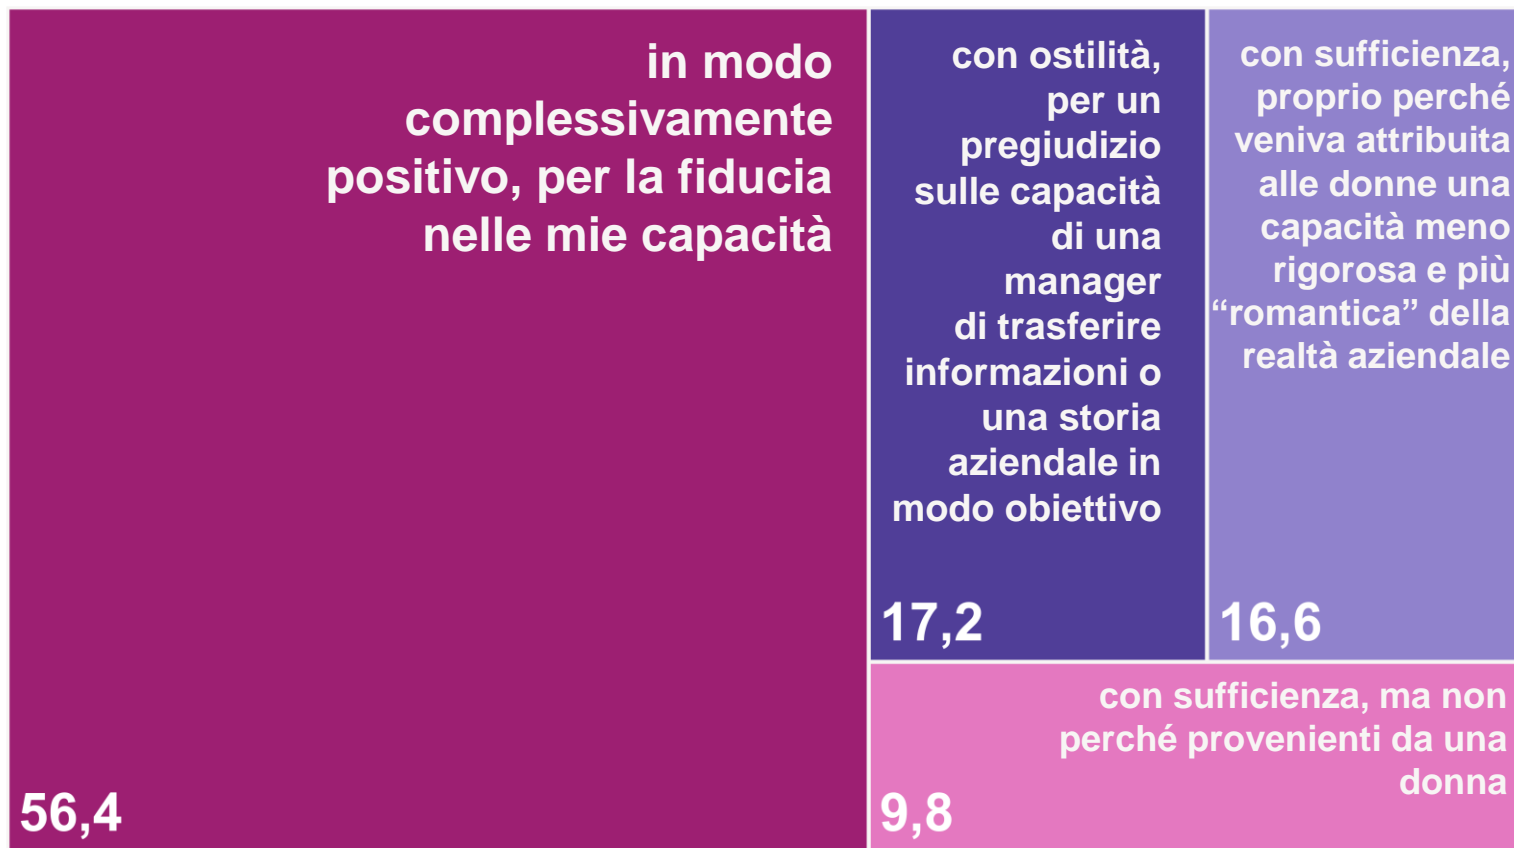 in modo
complessivamente
positivo, per la fiducia
nelle mie capacità
56,4
con ostilità,
per un
pregiudizio
sulle capacità
di una
manager
di trasferire
informazioni o
una storia
aziendale in
modo obiettivo
17,2
con sufficienza,
proprio perché
veniva attribuita
alle donne una
capacità meno
rigorosa e più
“romantica” della
realtà aziendale
16,6
con sufficienza, ma non
perché provenienti da una
donna
9,8